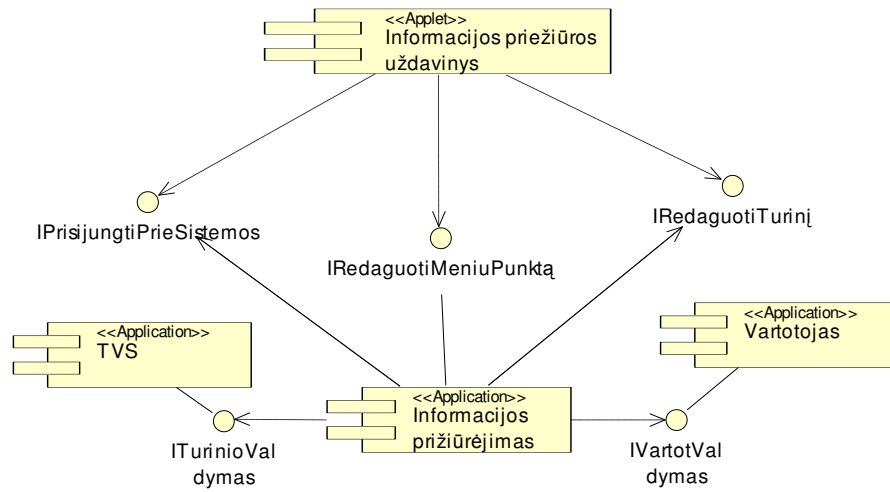 <<Applet>>
Informacijos priežiūros
uždavinys
IPrisijungtiPrieSistemos
IRedaguotiTurinį
IRedaguotiMeniuPunktą
<<Application>>
TVS
<<Application>>
Vartotojas
<<Application>>
Informacijos
prižiūrėjimas
ITurinioVal
dymas
IVartotVal
dymas